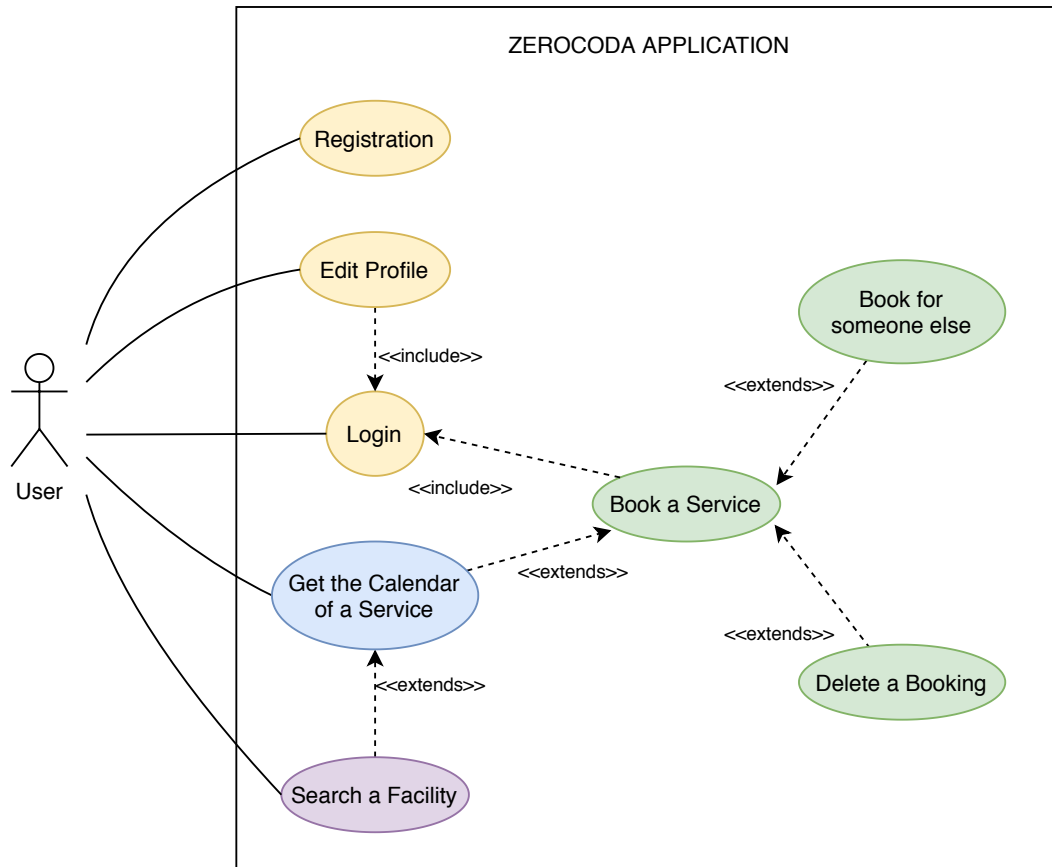 ZEROCODA APPLICATION
Registration
Edit Profile
<<include>>
Book for
someone else
<<extends>>
Login
<<include>>
User
Book a Service
Get the Calendar
of a Service
<<extends>>
<<extends>>
Delete a Booking
<<extends>>
Search a Facility